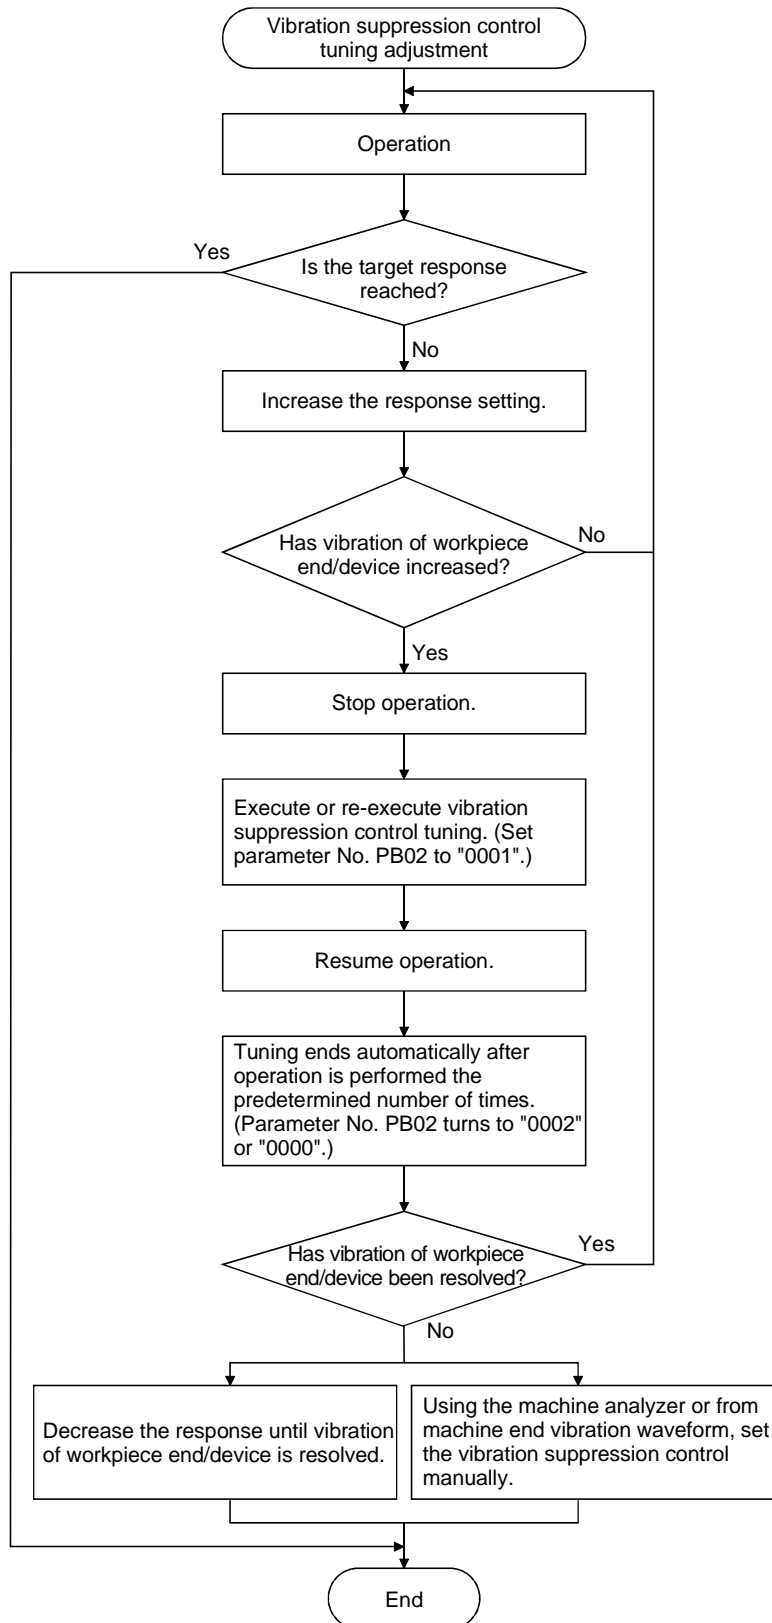 Vibration suppression control
tuning adjustment
Operation
Yes
Is the target response
reached?
No
Increase the response setting.
Has vibration of workpiece
end/device increased?
No
Yes
Stop operation.
Execute or re-execute vibration
suppression control tuning. (Set
parameter No. PB02 to "0001".)
Resume operation.
Tuning ends automatically after
operation is performed the
predetermined number of times.
(Parameter No. PB02 turns to "0002"
or "0000".)
Has vibration of workpiece
end/device been resolved?
Yes
No
Decrease the response until vibration
of workpiece end/device is resolved.
Using the machine analyzer or from
machine end vibration waveform, set
the vibration suppression control
manually.
End